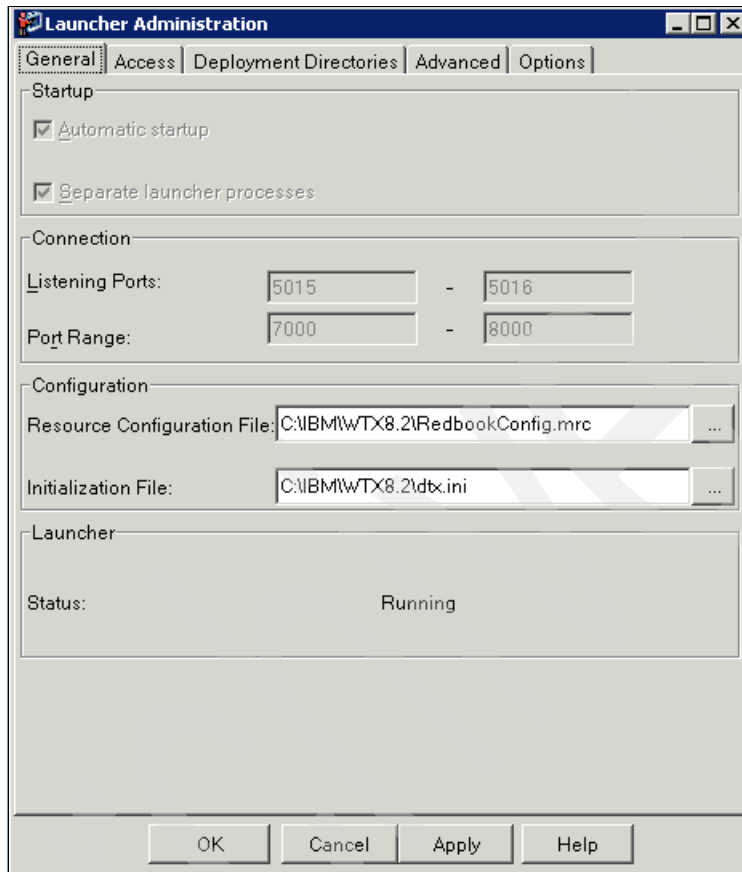 Launcher Administration
General Access Deployment Directories Advanced Options
Startup
Automatic startup
Separate launcher processes
Connection
Listening Ports: 5015 - 5016
Port Range: 7000 - 8000
Configuration
Resource Configuration File: C:\IBM\WTX8.2\RedbookConfig.mrc ...
Initialization File: C:\IBM\WTX8.2\dtx.ini ...
Launcher
Status: Running
OK Cancel Apply Help